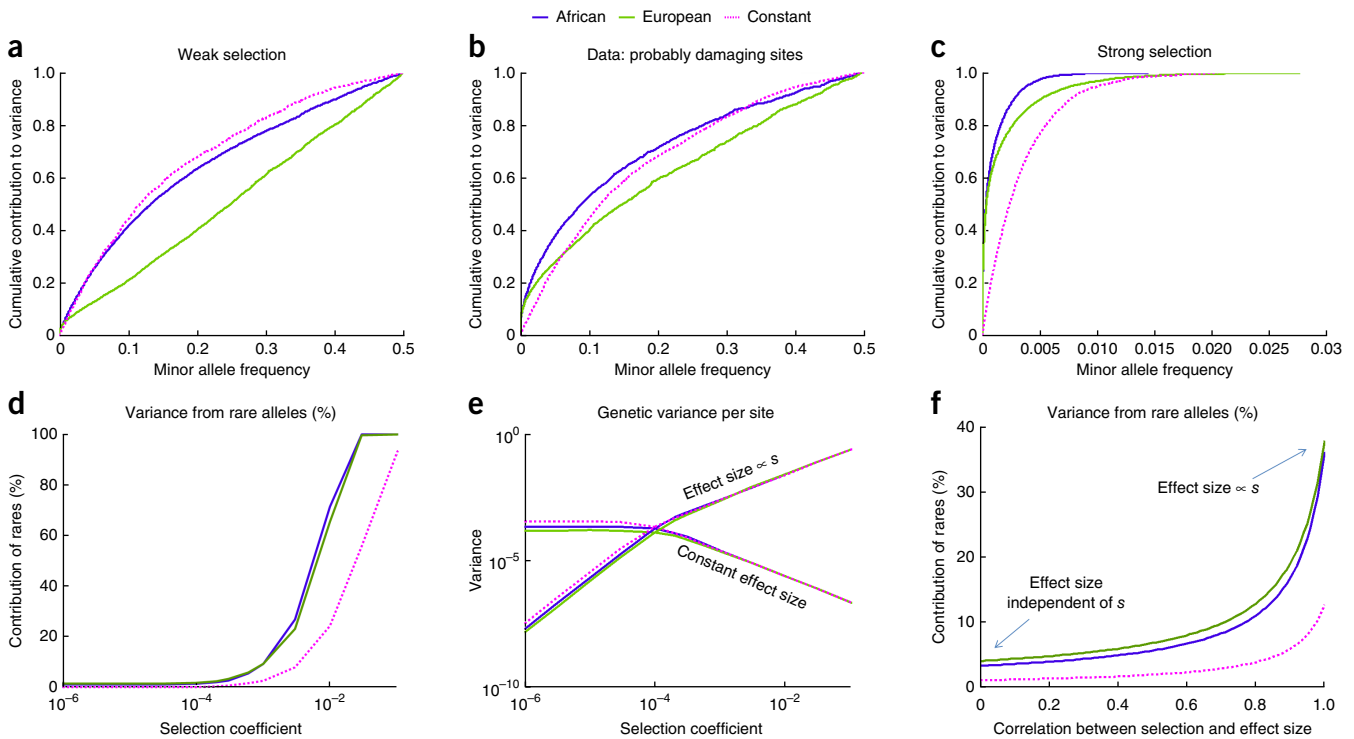 African European Constant
a
Weak selection
Cumulative contribution to variance
1.0
0.8
0.6
0.4
0.2
0
0 0.1 0.2 0.3 0.4 0.5
Minor allele frequency
b
Data: probably damaging sites
Cumulative contribution to variance
1.0
0.8
0.6
0.4
0.2
0
0 0.1 0.2 0.3 0.4 0.5
Minor allele frequency
c
Strong selection
Cumulative contribution to variance
1.0
0.8
0.6
0.4
0.2
0
0 0.005 0.010 0.015 0.020 0.025 0.03
Minor allele frequency
d
Variance from rare alleles (%)
Contribution of rares (%)
100
80
60
40
20
0
10⁻⁶ 10⁻⁴ 10⁻²
Selection coefficient
e
Genetic variance per site
Variance
10⁰
10⁻⁵
10⁻¹⁰
Effect size ∝ s
Constant effect size
10⁻⁶ 10⁻⁴ 10⁻²
Selection coefficient
f
Variance from rare alleles (%)
Contribution of rares (%)
40
30
20
10
0
Effect size ∝ s
Effect size
independent of s
0 0.2 0.4 0.6 0.8 1.0
Correlation between selection and effect size